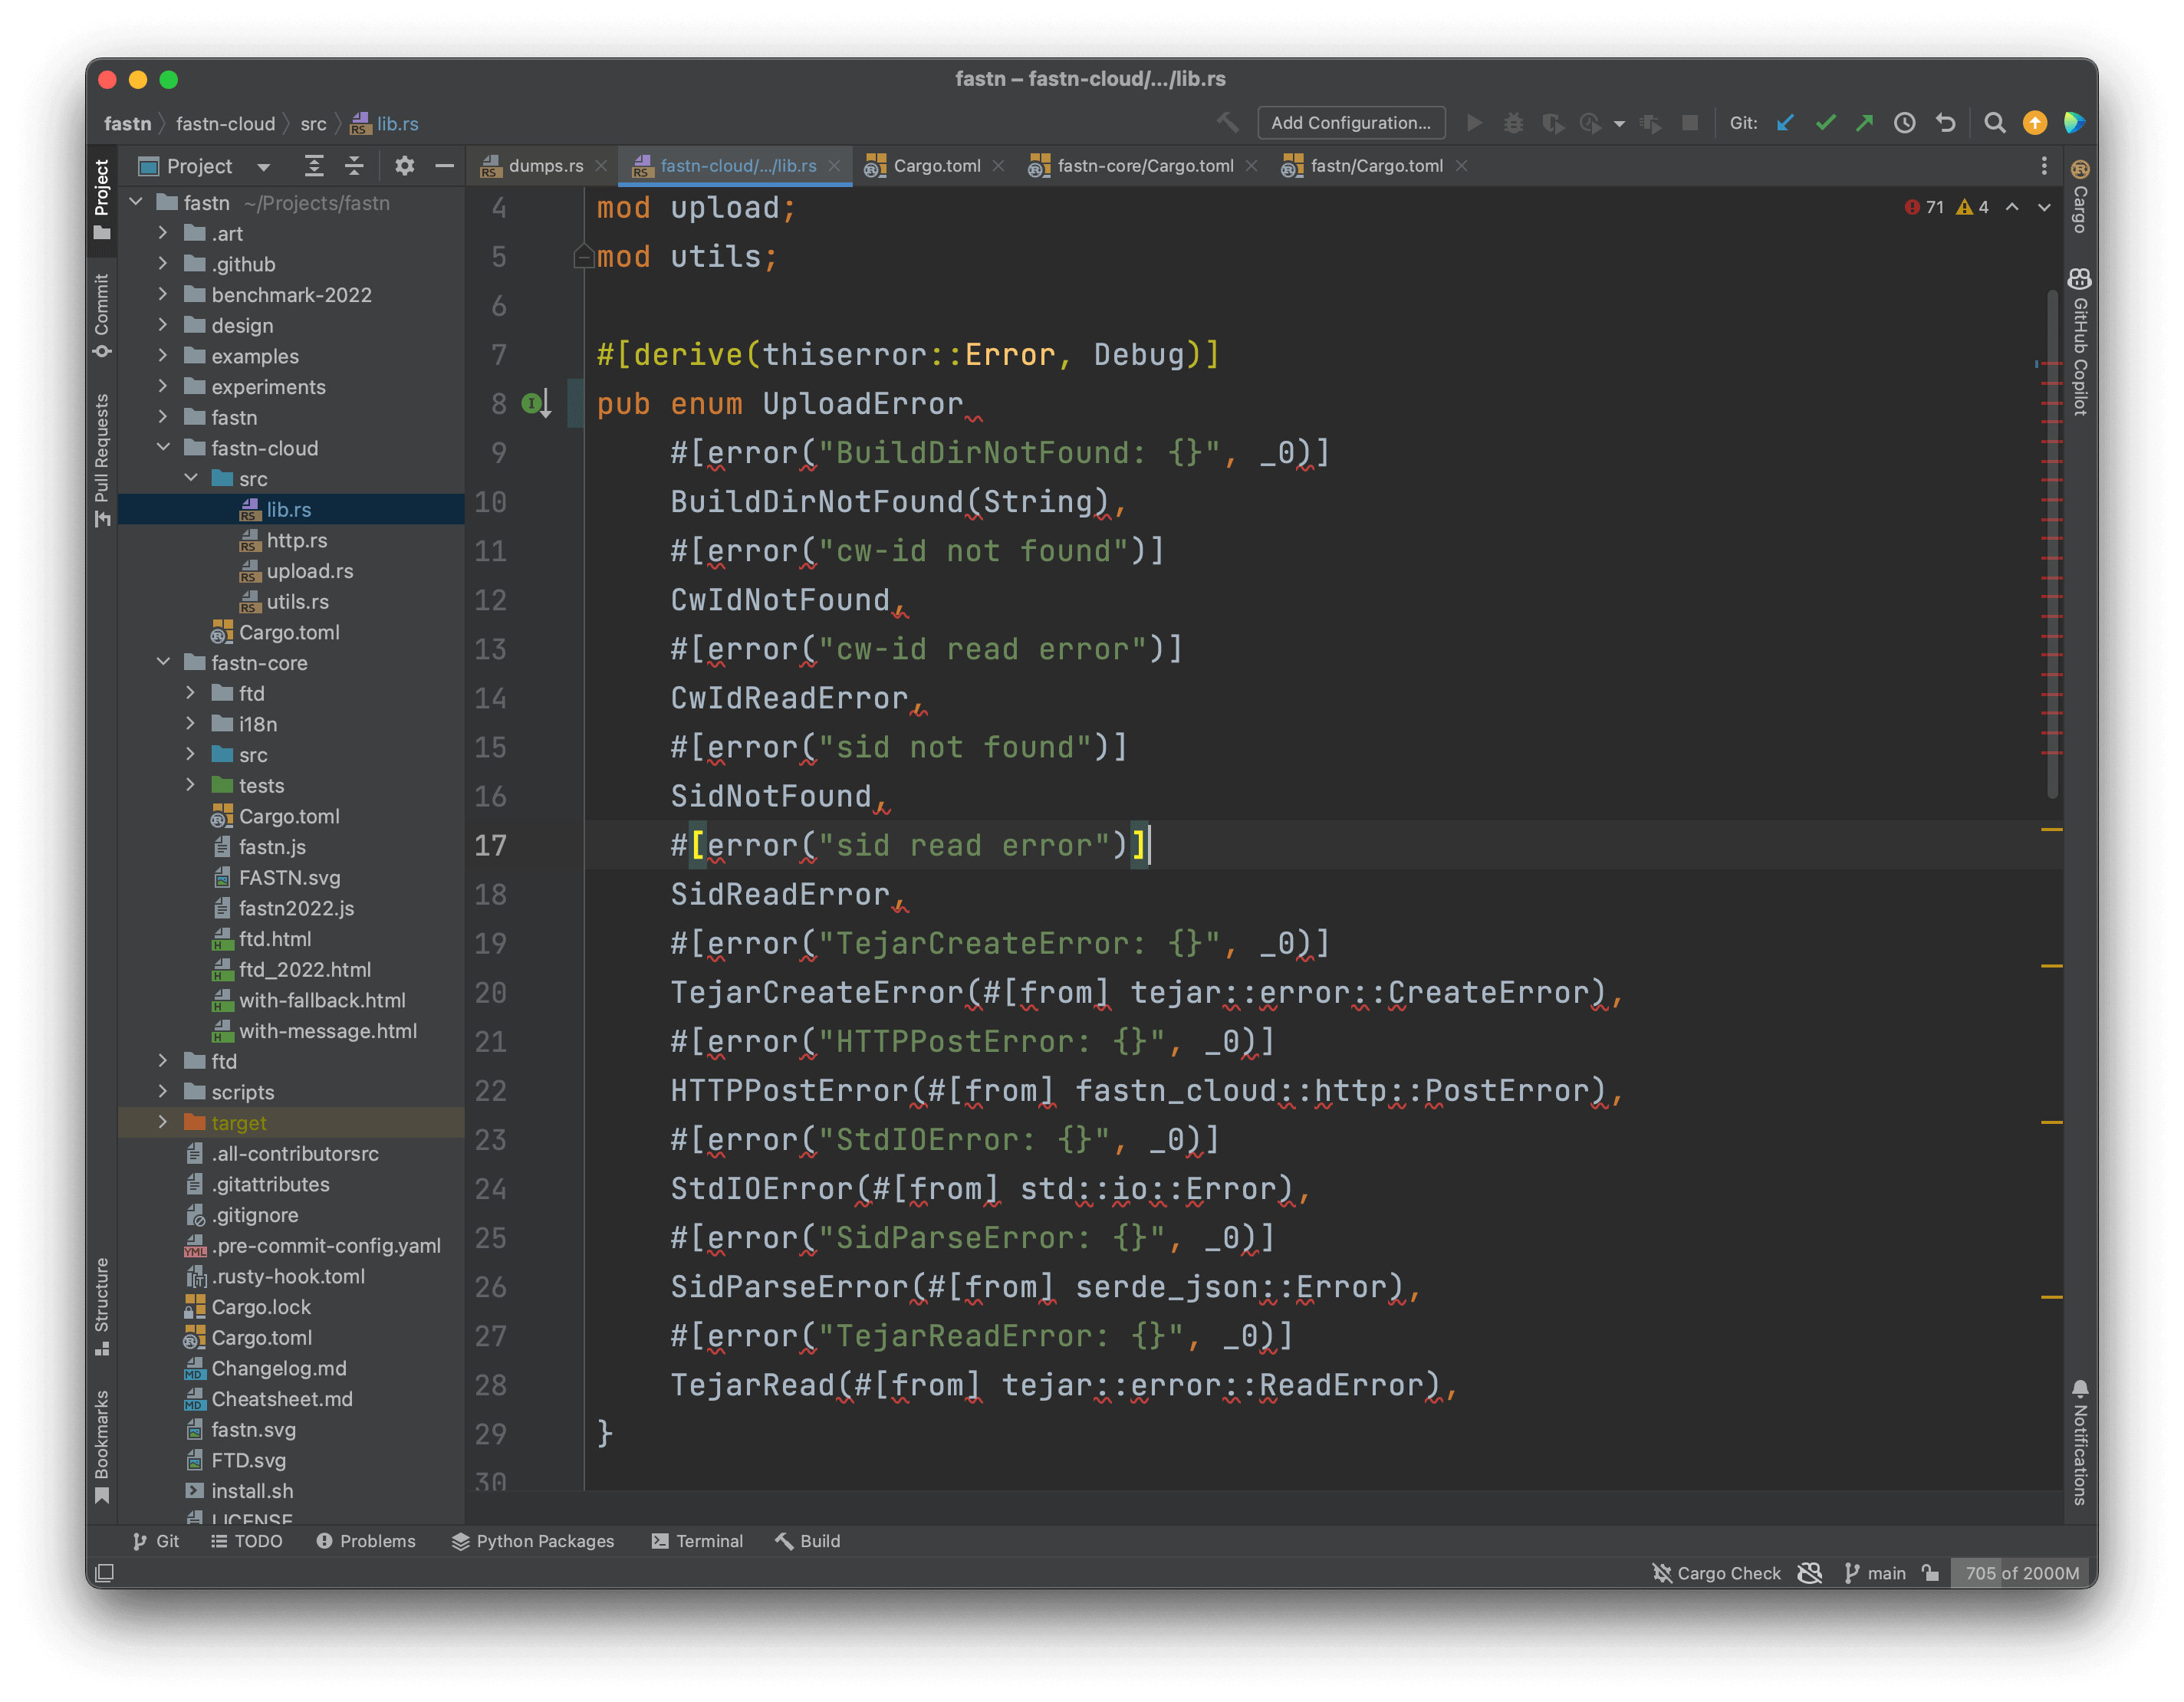 fastn – fastn-cloud/.../lib.rs
fastn fastn-cloud src lib.rs
Add Configuration...
Git:
Project
dumps.rs
fastn-cloud/.../lib.rs
Cargo.toml
fastn-core/Cargo.toml
fastn/Cargo.toml
Project
Commit
Pull Requests
Structure
Bookmarks
fastn ~/Projects/fastn
.art
.github
benchmark-2022
design
examples
experiments
fastn
fastn-cloud
src
lib.rs
http.rs
upload.rs
utils.rs
Cargo.toml
fastn-core
ftd
i18n
src
tests
Cargo.toml
fastn.js
FASTN.svg
fastn2022.js
ftd.html
ftd_2022.html
with-fallback.html
with-message.html
ftd
scripts
target
.all-contributorsrc
.gitattributes
.gitignore
.pre-commit-config.yaml
.rusty-hook.toml
Cargo.lock
Cargo.toml
Changelog.md
Cheatsheet.md
fastn.svg
FTD.svg
install.sh
LICENSE
71 4
4 mod upload;
5 mod utils;
6
7 #[derive(thiserror::Error, Debug)]
8 pub enum UploadError
9 #[error("BuildDirNotFound: {}", _0)]
10 BuildDirNotFound(String),
11 #[error("cw-id not found")]
12 CwIdNotFound,
13 #[error("cw-id read error")]
14 CwIdReadError,
15 #[error("sid not found")]
16 SidNotFound,
17 #[error("sid read error")]
18 SidReadError,
19 #[error("TejarCreateError: {}", _0)]
20 TejarCreateError(#[from] tejar::error::CreateError),
21 #[error("HTTPPostError: {}", _0)]
22 HTTPPostError(#[from] fastn_cloud::http::PostError),
23 #[error("StdIOError: {}", _0)]
24 StdIOError(#[from] std::io::Error),
25 #[error("SidParseError: {}", _0)]
26 SidParseError(#[from] serde_json::Error),
27 #[error("TejarReadError: {}", _0)]
28 TejarRead(#[from] tejar::error::ReadError),
29 }
30
Cargo
GitHub Copilot
Notifications
Git TODO Problems Python Packages Terminal Build
Cargo Check main 705 of 2000M